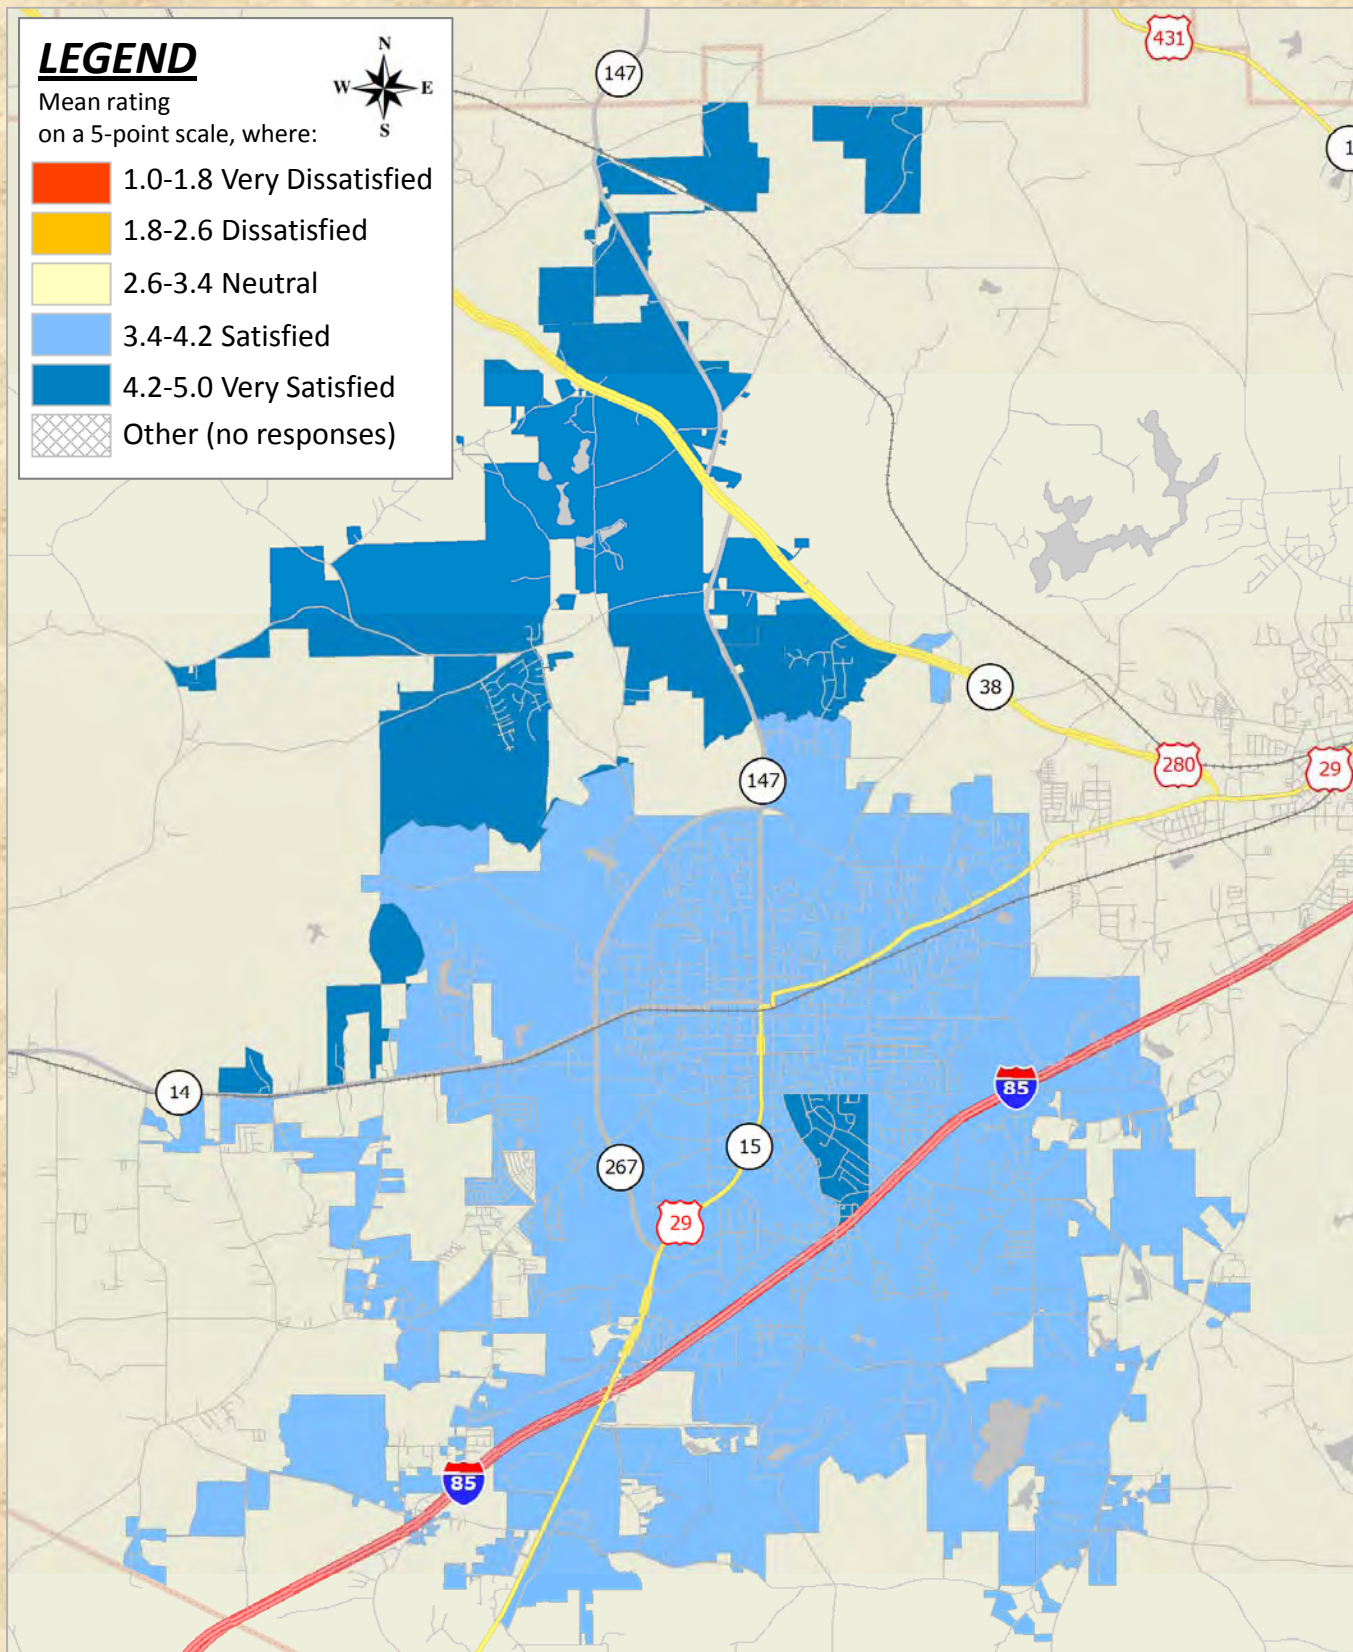 LEGEND
N
W E
S
Mean rating
on a 5-point scale, where:
1.0-1.8 Very Dissatisfied
1.8-2.6 Dissatisfied
2.6-3.4 Neutral
3.4-4.2 Satisfied
4.2-5.0 Very Satisfied
Other (no responses)
431
147
1
38
280
29
147
14
85
15
267
29
85